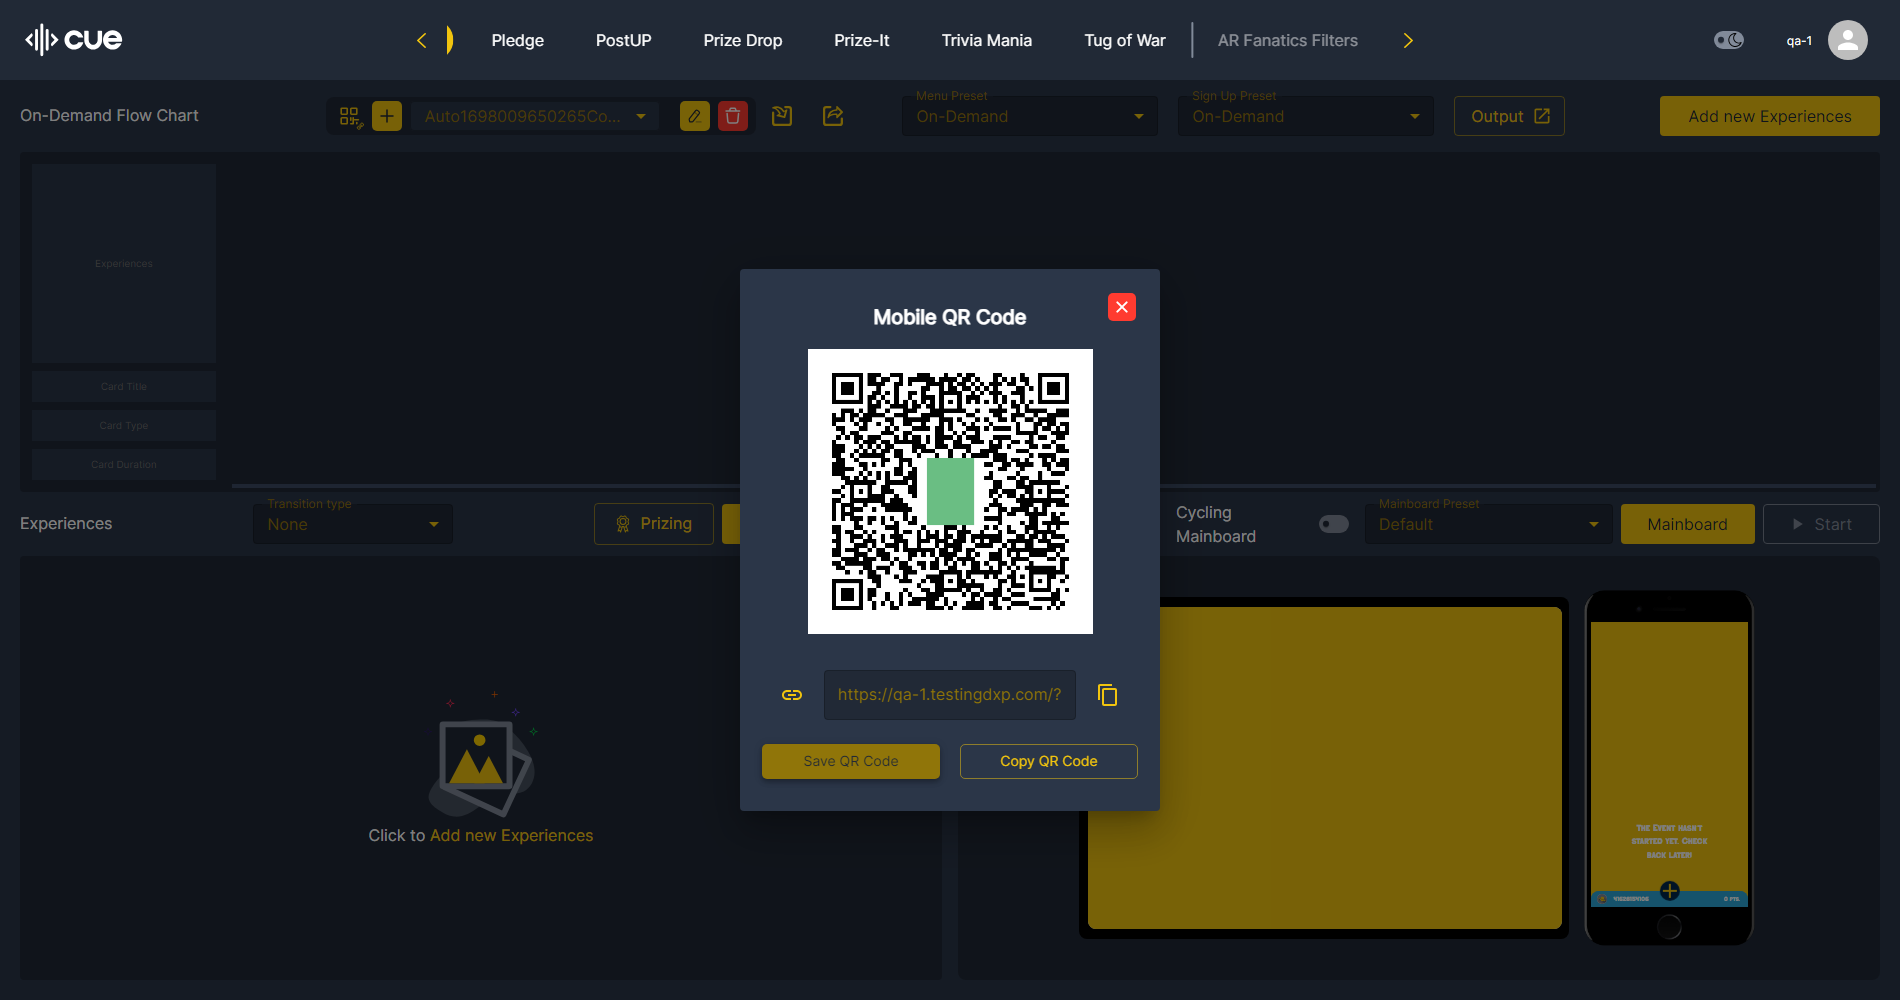 cue
Pledge
PostUP
Prize Drop
Prize-It
Trivia Mania
Tug of War
AR Fanatics Filters
qa-1
On-Demand Flow Chart
Auto1698009650265Co...
Menu Preset
On-Demand
Sign Up Preset
On-Demand
Output
Add new Experiences
Experiences
Card Title
Card Type
Card Duration
Mobile QR Code
https://qa-1.testingdxp.com/?
Save QR Code
Copy QR Code
Experiences
Transition type
None
Prizing
Cycling
Mainboard
Mainboard Preset
Default
Mainboard
Start
Click to Add new Experiences
The Event hasn't
started yet. Check
back later!
0 PTS